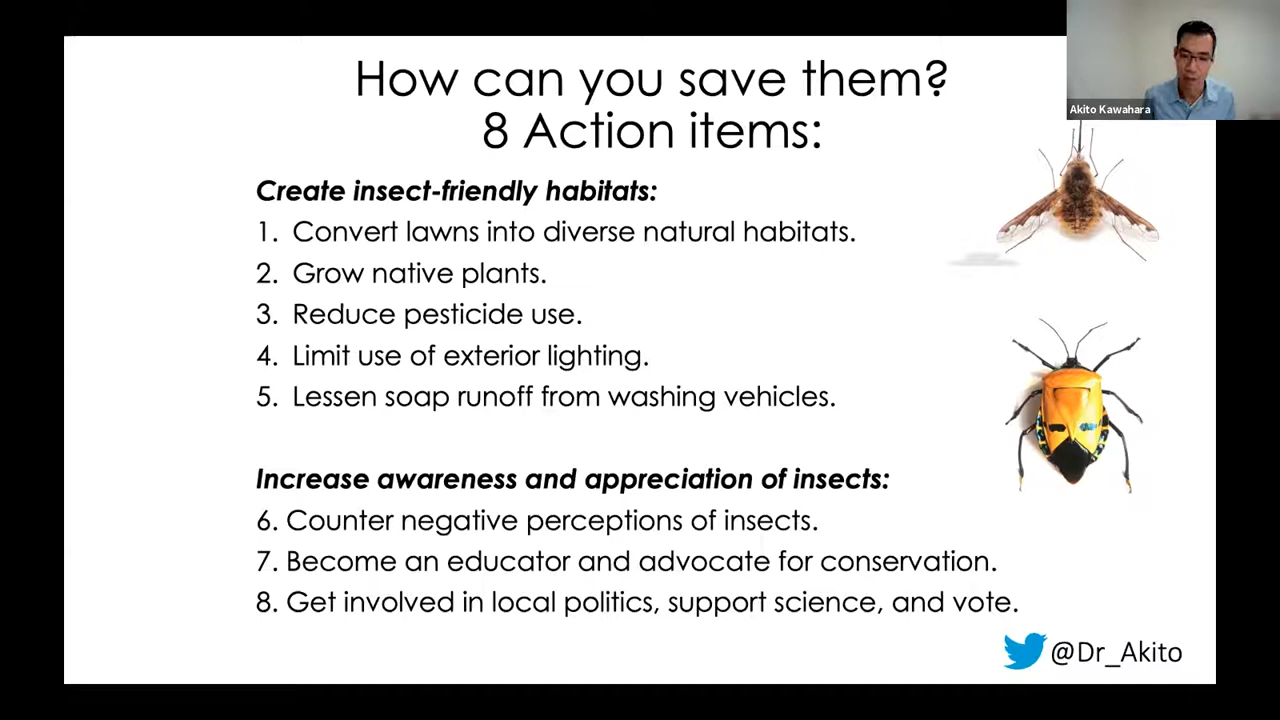 How can you save them?
8 Action items:
Akito Kawahara
Create insect-friendly habitats:
1. Convert lawns into diverse natural habitats.
2. Grow native plants.
3. Reduce pesticide use.
4. Limit use of exterior lighting.
5. Lessen soap runoff from washing vehicles.
Increase awareness and appreciation of insects:
6. Counter negative perceptions of insects.
7. Become an educator and advocate for conservation.
8. Get involved in local politics, support science, and vote.
@Dr_Akito